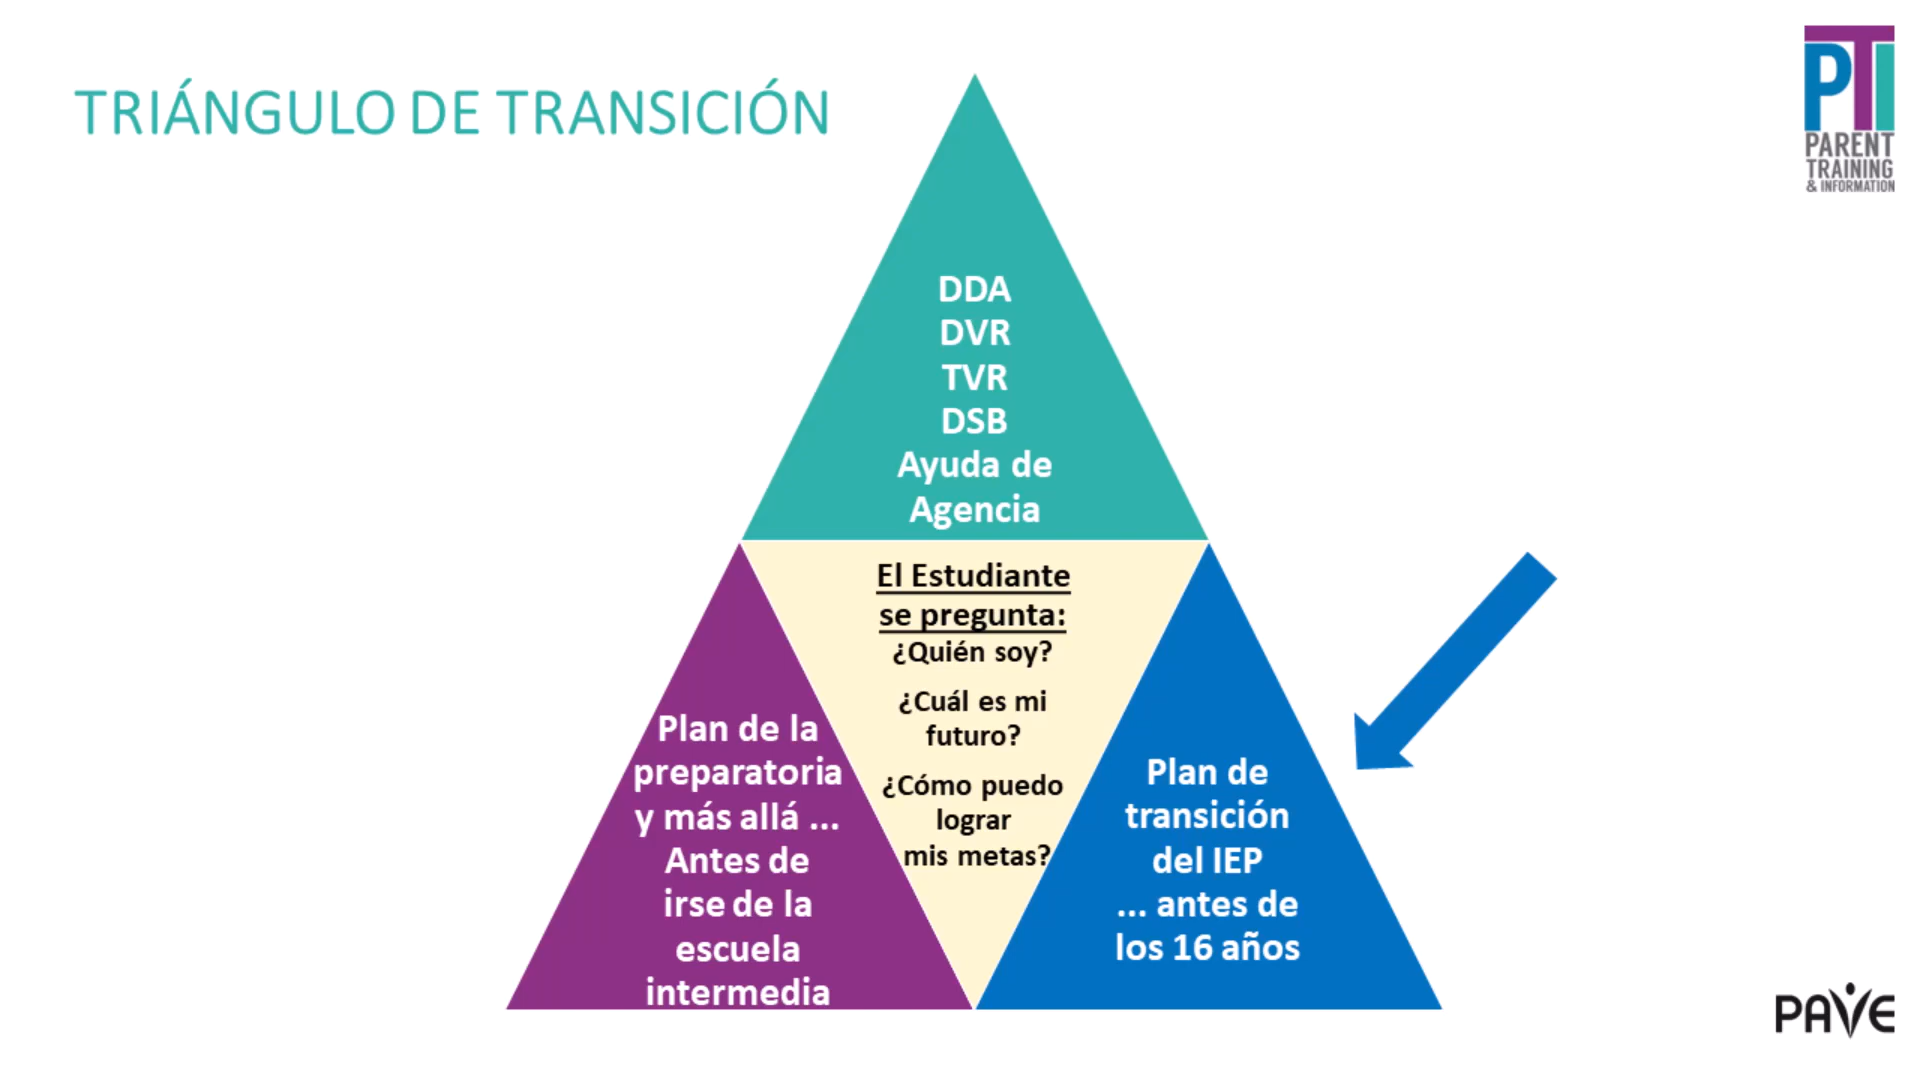 TRIÁNGULO DE TRANSICIÓN
PTI
PARENT
TRAINING
& INFORMATION
DDA
DVR
TVR
DSB
Ayuda de
Agencia
El Estudiante
se pregunta:
¿Quién soy?
¿Cuál es mi
futuro?
¿Cómo puedo
lograr
mis metas?
Plan de la
preparatoria
y más allá ...
Antes de
irse de la
escuela
intermedia
Plan de
transición
del IEP
... antes de
los 16 años
PAVE